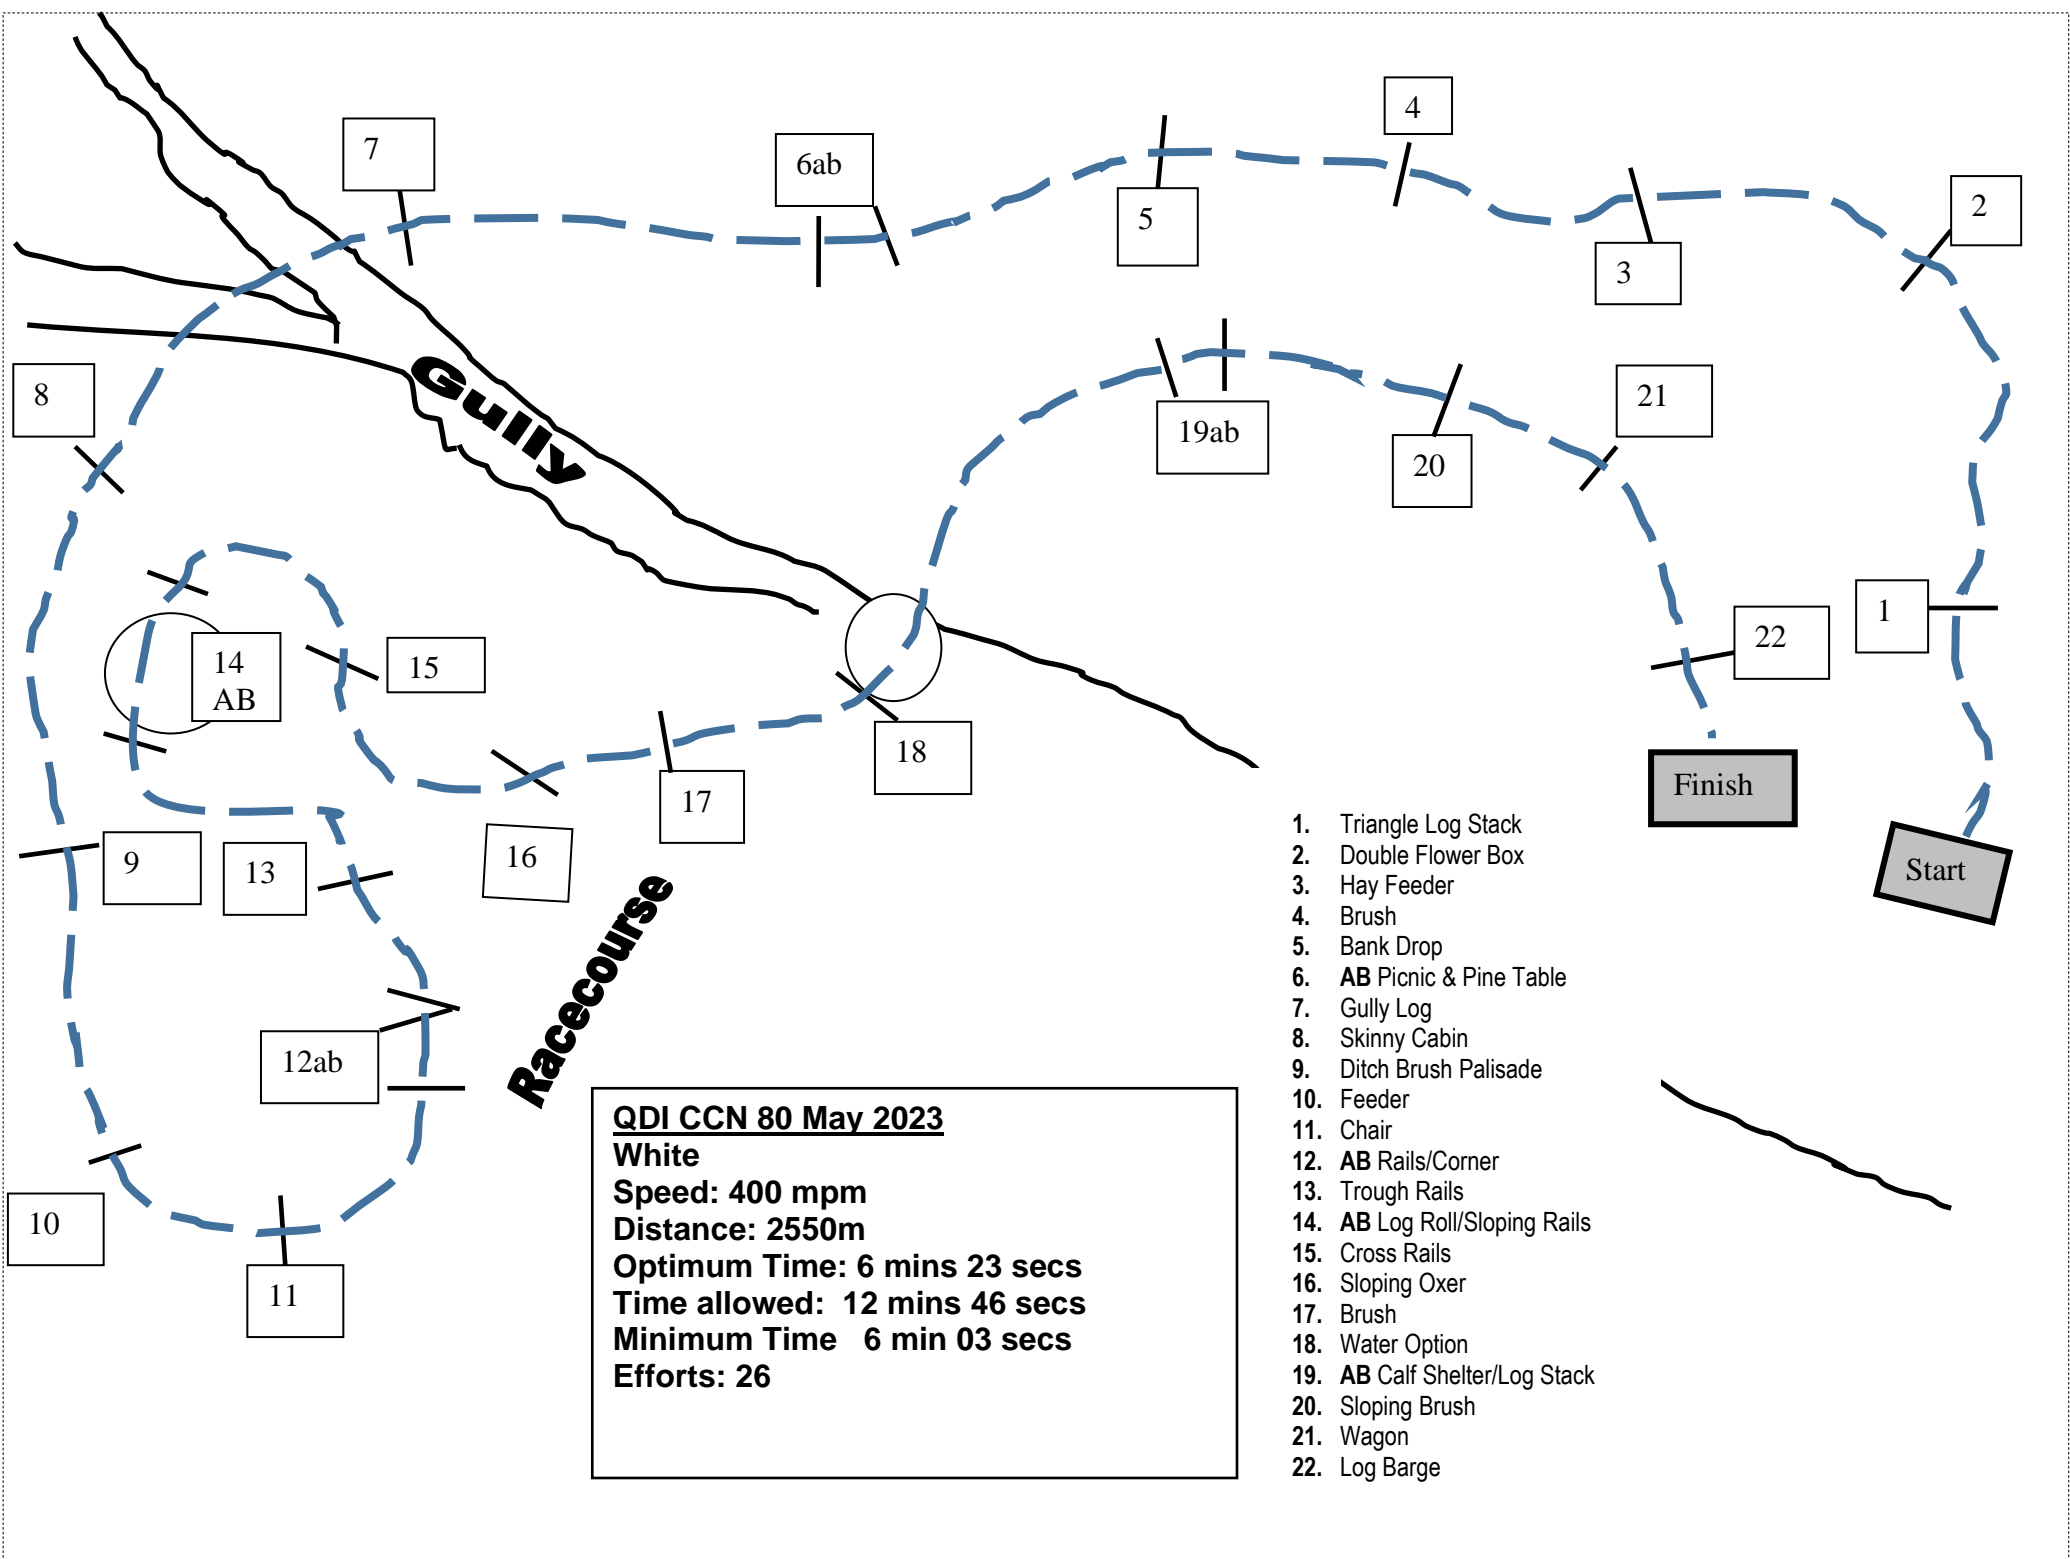 4
7
6ab
2
5
3
8
21
19ab
20
1
22
14
AB
15
18
Finish
17
16
9
13
Start
Gully
Racecourse
12ab
10
11
QDI CCN 80 May 2023
White
Speed: 400 mpm
Distance: 2550m
Optimum Time: 6 mins 23 secs
Time allowed:  12 mins 46 secs
Minimum Time   6 min 03 secs
Efforts: 26
1. Triangle Log Stack
2. Double Flower Box
3. Hay Feeder
4. Brush
5. Bank Drop
6. AB Picnic & Pine Table
7. Gully Log
8. Skinny Cabin
9. Ditch Brush Palisade
10. Feeder
11. Chair
12. AB Rails/Corner
13. Trough Rails
14. AB Log Roll/Sloping Rails
15. Cross Rails
16. Sloping Oxer
17. Brush
18. Water Option
19. AB Calf Shelter/Log Stack
20. Sloping Brush
21. Wagon
22. Log Barge